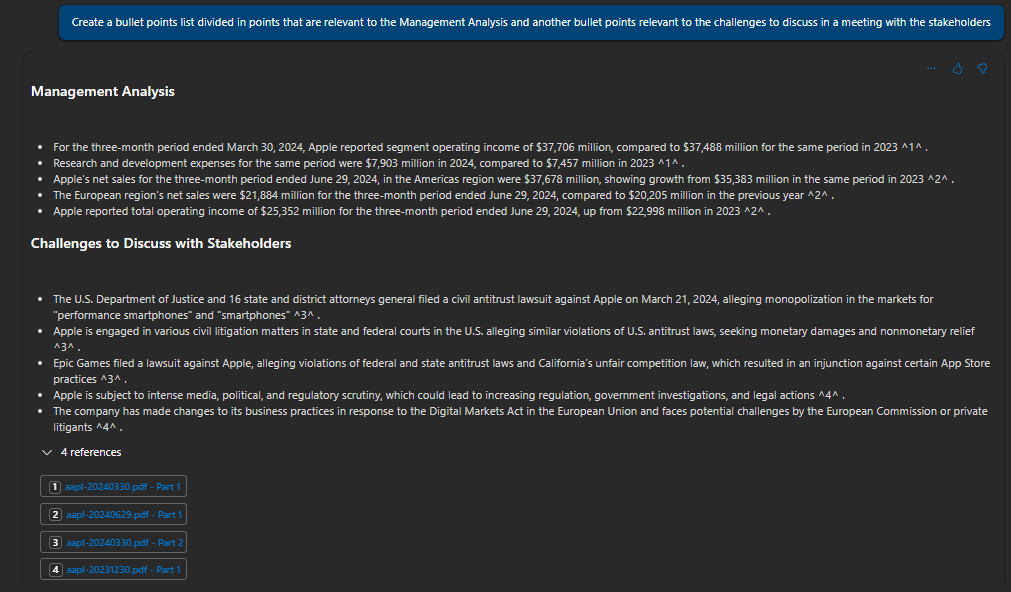 Create a bullet points list divided in points that are relevant to the Management Analysis and another bullet points relevant to the challenges to discuss in a meeting with the stakeholders
Management Analysis
• For the three-month period ended March 30, 2024, Apple reported segment operating income of $37,706 million, compared to $37,488 million for the same period in 2023 ^1^ .
• Research and development expenses for the same period were $7,903 million in 2024, compared to $7,457 million in 2023 ^1^ .
• Apple's net sales for the three-month period ended June 29, 2024, in the Americas region were $37,678 million, showing growth from $35,383 million in the same period in 2023 ^2^ .
• The European region's net sales were $21,884 million for the three-month period ended June 29, 2024, compared to $20,205 million in the previous year ^2^ .
• Apple reported total operating income of $25,352 million for the three-month period ended June 29, 2024, up from $22,998 million in 2023 ^2^ .
Challenges to Discuss with Stakeholders
• The U.S. Department of Justice and 16 state and district attorneys general filed a civil antitrust lawsuit against Apple on March 21, 2024, alleging monopolization in the markets for
"performance smartphones" and "smartphones" ^3^ .
• Apple is engaged in various civil litigation matters in state and federal courts in the U.S. alleging similar violations of U.S. antitrust laws, seeking monetary damages and nonmonetary relief
^3^ .
• Epic Games filed a lawsuit against Apple, alleging violations of federal and state antitrust laws and California's unfair competition law, which resulted in an injunction against certain App Store
practices ^3^ .
• Apple is subject to intense media, political, and regulatory scrutiny, which could lead to increasing regulation, government investigations, and legal actions ^4^ .
• The company has made changes to its business practices in response to the Digital Markets Act in the European Union and faces potential challenges by the European Commission or private
litigants ^4^ .
4 references
1 aapl-20240330.pdf - Part 1
2 aapl-20240629.pdf - Part 1
3 aapl-20240330.pdf - Part 2
4 aapl-20231230.pdf - Part 1